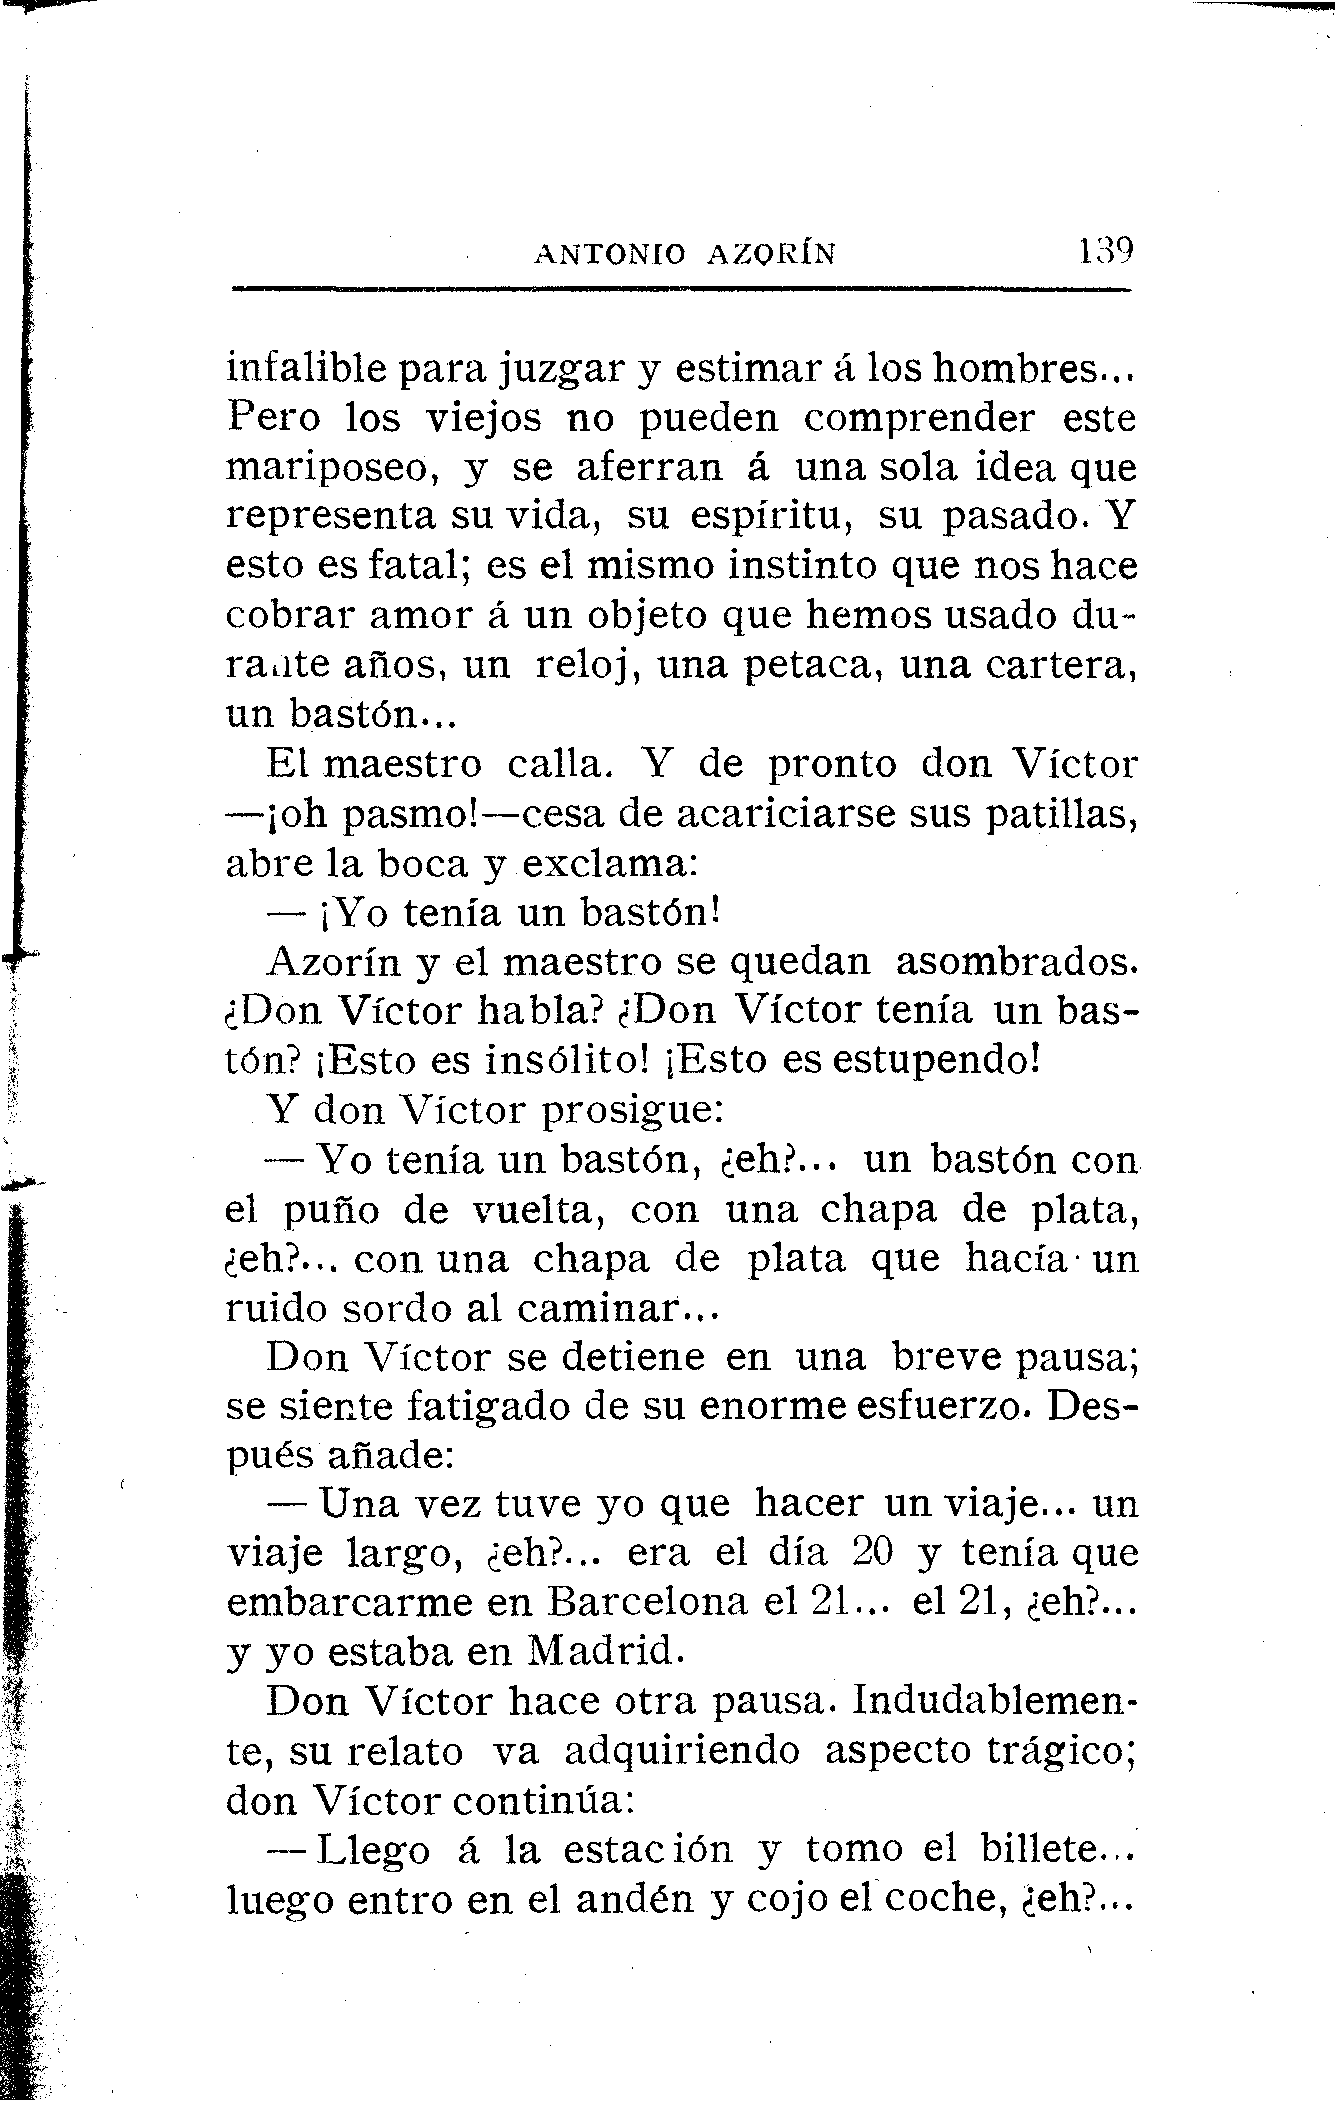 ANTONIO AZORÍN 139
infalible para juzgar y estimar á los hombres...
Pero los viejos no pueden comprender este
mariposeo, y se aferran á una sola idea que
representa su vida, su espíritu, su pasado. Y
esto es fatal; es el mismo instinto que nos hace
cobrar amor á un objeto que hemos usado du-
rante años, un reloj, una petaca, una cartera,
un bastón...
El maestro calla. Y de pronto don Víctor
—¡oh pasmo!—cesa de acariciarse sus patillas,
abre la boca y exclama:
— ¡Yo tenía un bastón!
Azorín y el maestro se quedan asombrados.
¿Don Víctor habla? ¿Don Víctor tenía un bas-
tón? ¡Esto es insólito! ¡Esto es estupendo!
Y don Víctor prosigue:
— Yo tenía un bastón, ¿eh?... un bastón con
el puño de vuelta, con una chapa de plata,
¿eh?... con una chapa de plata que hacía un
ruido sordo al caminar...
Don Víctor se detiene en una breve pausa;
se siente fatigado de su enorme esfuerzo. Des-
pués añade:
— Una vez tuve yo que hacer un viaje... un
viaje largo, ¿eh?... era el día 20 y tenía que
embarcarme en Barcelona el 21... el 21, ¿eh?...
y yo estaba en Madrid.
Don Víctor hace otra pausa. Indudablemen-
te, su relato va adquiriendo aspecto trágico;
don Víctor continúa:
— Llego á la estación y tomo el billete...
luego entro en el andén y cojo el coche, ¿eh?...